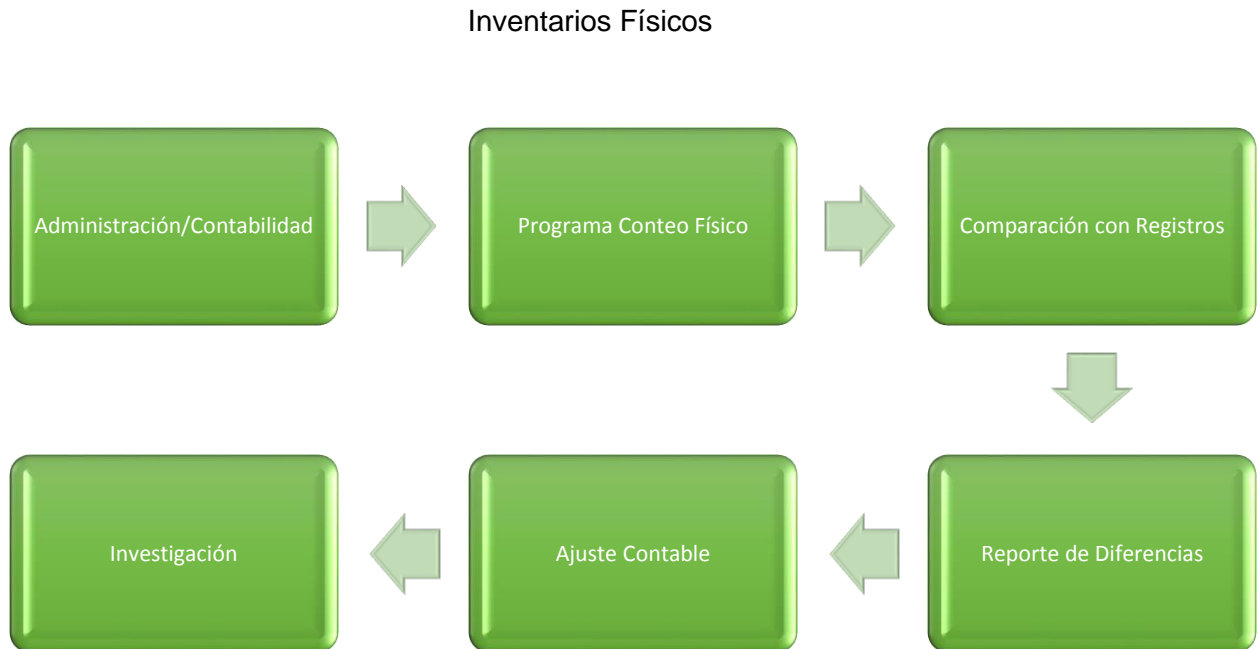 Inventarios Físicos
Administración/Contabilidad
Programa Conteo Físico
Comparación con Registros
Reporte de Diferencias
Ajuste Contable
Investigación